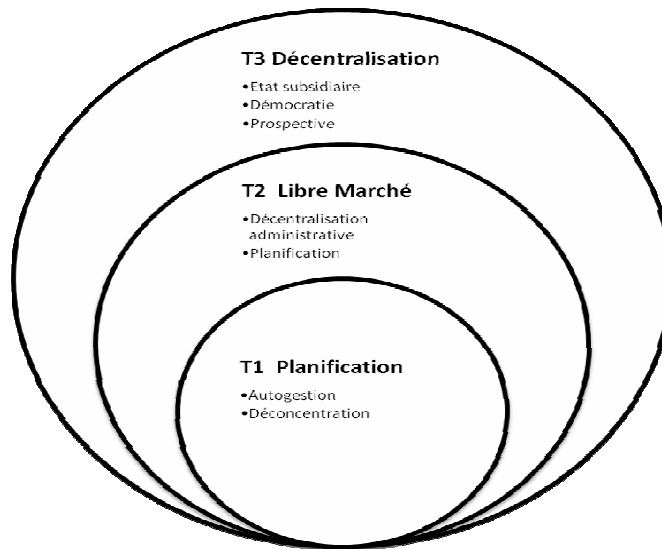 T3 Décentralisation
•Etat subsidiaire
•Démocratie
•Prospective
T2 Libre Marché
•Décentralisation
administrative
•Planification
T1 Planification
•Autogestion
•Déconcentration